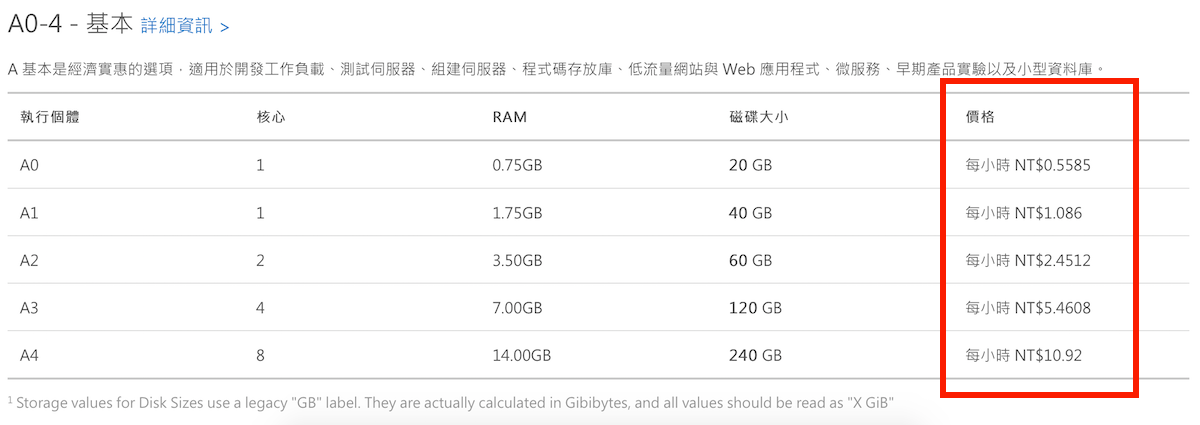 A0-4 - 基本 詳細資訊 >
A 基本是經濟實惠的選項，適用於開發工作負載、測試伺服器、組建伺服器、程式碼存放庫、低流量網站與 Web 應用程式、微服務、早期產品實驗以及小型資料庫。
執行個體 核心 RAM 磁碟大小 價格
A0 1 0.75GB 20 GB 每小時 NT$0.5585
A1 1 1.75GB 40 GB 每小時 NT$1.086
A2 2 3.50GB 60 GB 每小時 NT$2.4512
A3 4 7.00GB 120 GB 每小時 NT$5.4608
A4 8 14.00GB 240 GB 每小時 NT$10.92
1 Storage values for Disk Sizes use a legacy "GB" label. They are actually calculated in Gibibytes, and all values should be read as "X GiB"